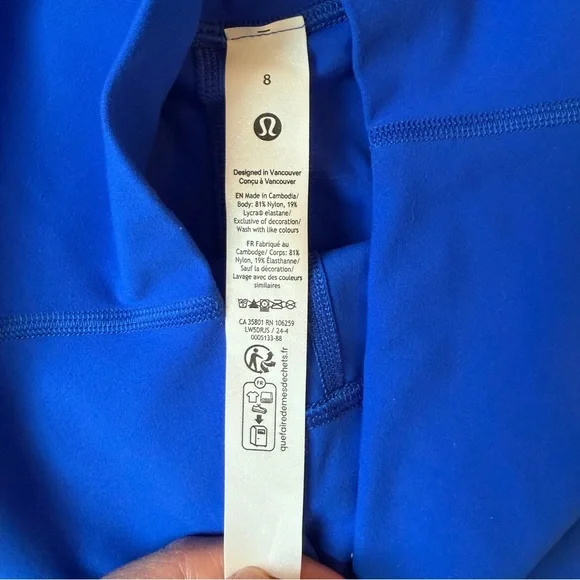 8
Designed in Vancouver
Conçu à Vancouver
EN Made in Cambodia/
Body: 81% Nylon, 19%
Lycra® elastane/
Exclusive of decoration/
Wash with like colours
FR Fabriqué au
Cambodge/ Corps: 81%
Nylon, 19% Élasthanne/
Sauf la décoration/
Lavage avec des couleurs
similaires
CA 35801 RN 106259
LW5DRJS / 24-4
0005133-88
FR
quefairedemesdechets.fr